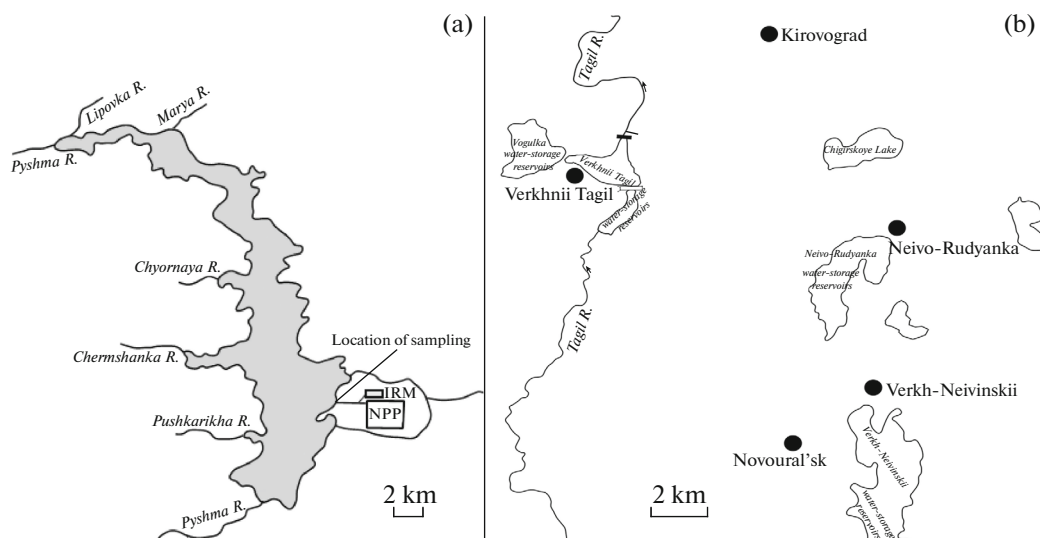 (a)
Lipovka R.
Marya R.
Pyshma R.
Chyornaya R.
Location of sampling
Chermshanka R.
IRM
NPP
Pushkarikha R.
Pyshma R.
2 km
(b)
Kirovograd
Tagil R.
Vogulka
water-storage
reservoirs
Verkhnii Tagil
Verkhnii Tagil
water-storage
reservoirs
Chigirskoye Lake
Neivo-Rudyanka
Neivo-Rudyanka
water-storage
reservoirs
Tagil R.
Verkh-Neivinskii
Novoural’sk
Verkh-Neivinskii
water-storage
reservoirs
2 km